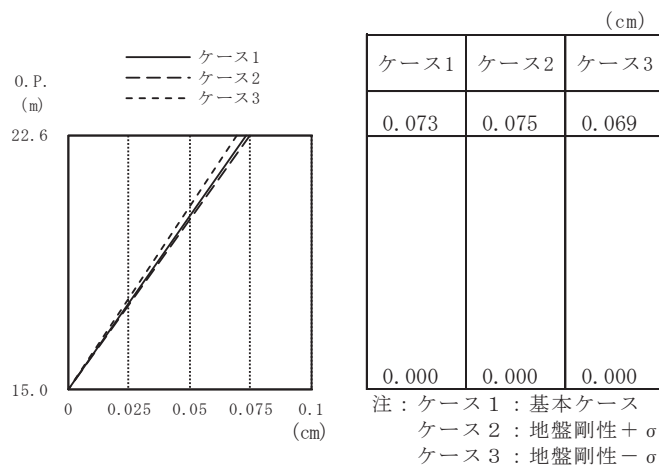 (cm)
ケース1
ケース2
ケース3
O.P.
(m)
ケース1 ケース2 ケース3
22.6
0.073 0.075 0.069
15.0
0.000 0.000 0.000
0 0.025 0.05 0.075 0.1
(cm)
注：ケース１：基本ケース
ケース２：地盤剛性＋σ
ケース３：地盤剛性－σ